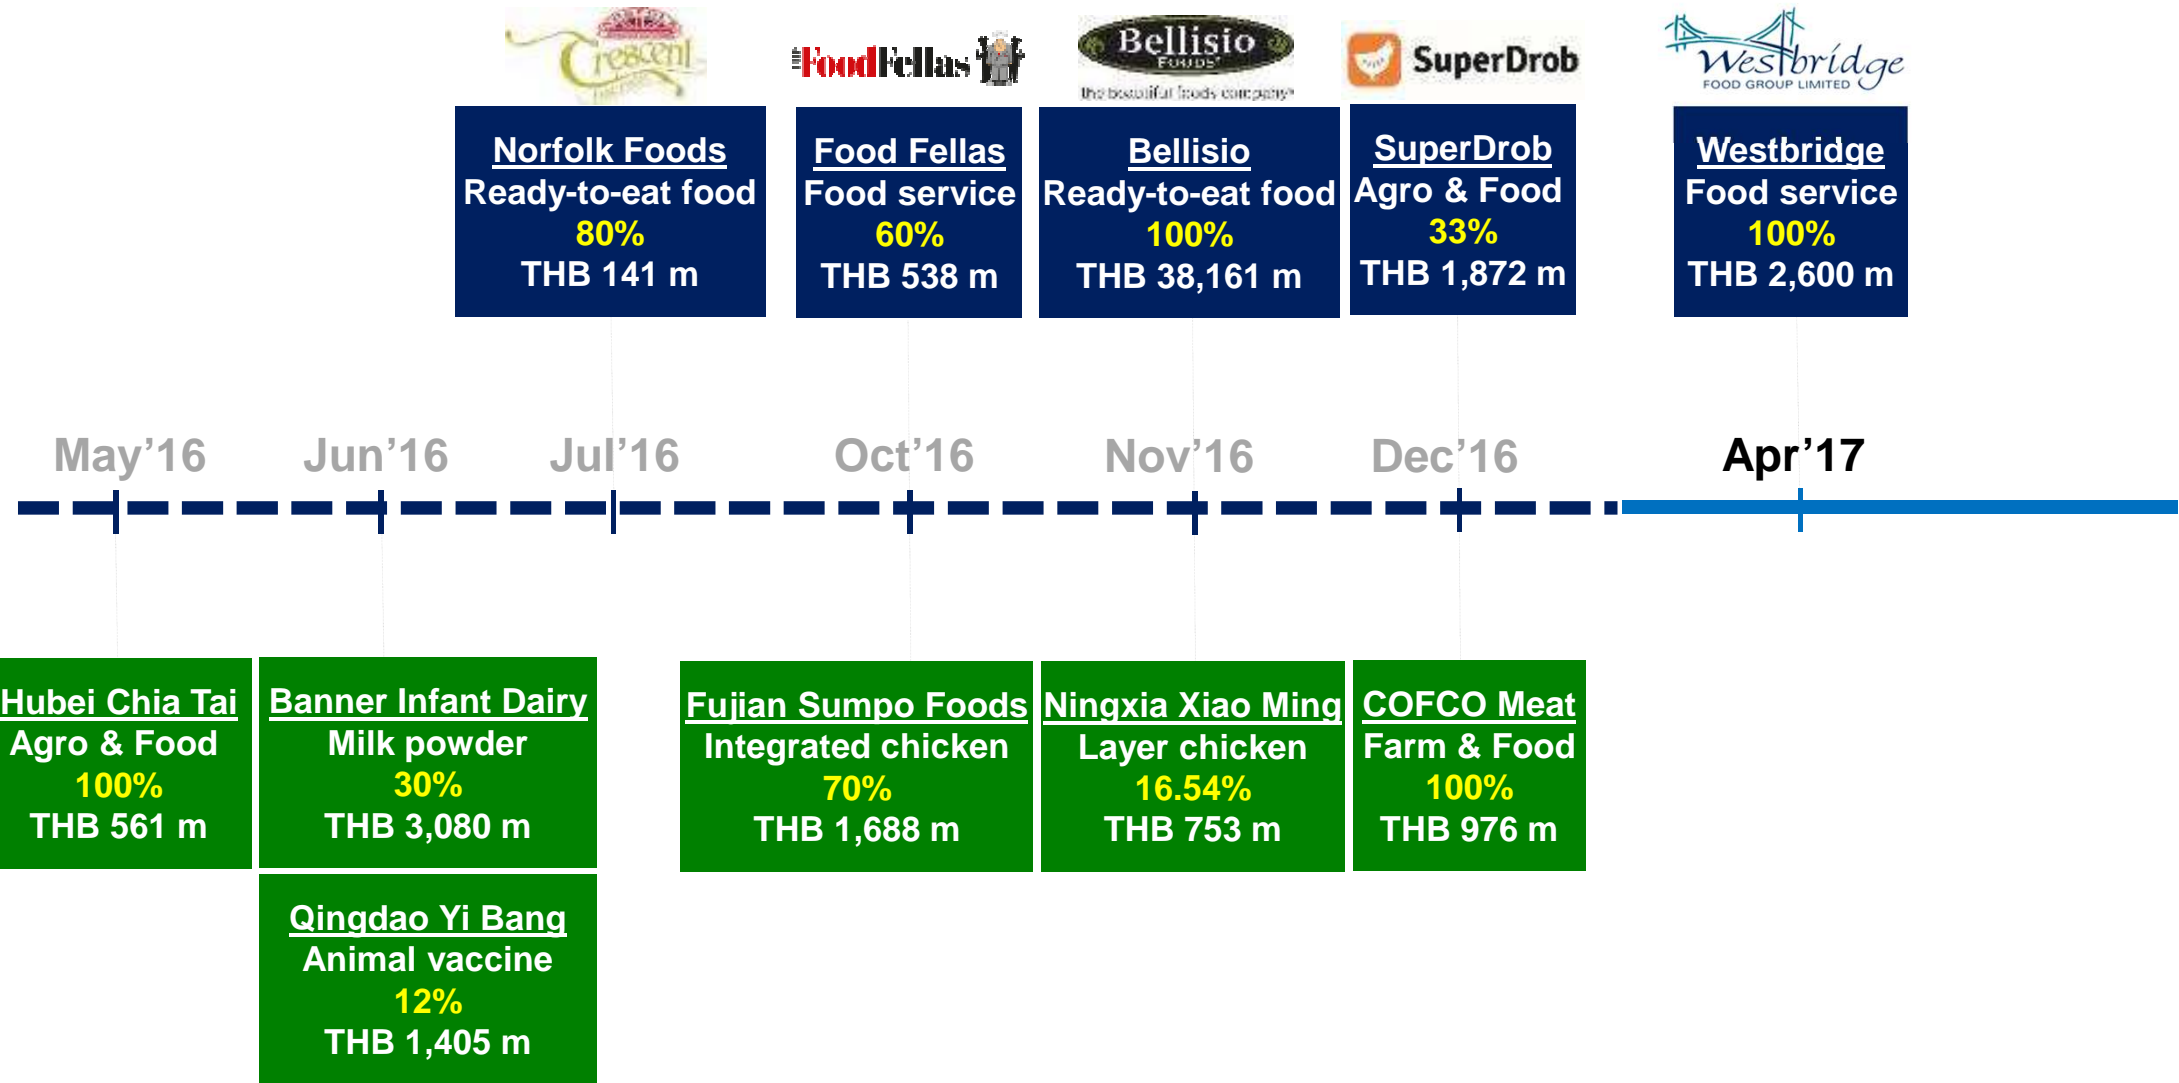 Crescent
FoodFellas
Bellisio
FOODS
the beautiful foods company
SuperDrob
Westbridge
FOOD GROUP LIMITED
Norfolk Foods
Ready-to-eat food
80%
THB 141 m
Food Fellas
Food service
60%
THB 538 m
Bellisio
Ready-to-eat food
100%
THB 38,161 m
SuperDrob
Agro & Food
33%
THB 1,872 m
Westbridge
Food service
100%
THB 2,600 m
May’16
Jun’16
Jul’16
Oct’16
Nov’16
Dec’16
Apr’17
Hubei Chia Tai
Agro & Food
100%
THB 561 m
Banner Infant Dairy
Milk powder
30%
THB 3,080 m
Qingdao Yi Bang
Animal vaccine
12%
THB 1,405 m
Fujian Sumpo Foods
Integrated chicken
70%
THB 1,688 m
Ningxia Xiao Ming
Layer chicken
16.54%
THB 753 m
COFCO Meat
Farm & Food
100%
THB 976 m